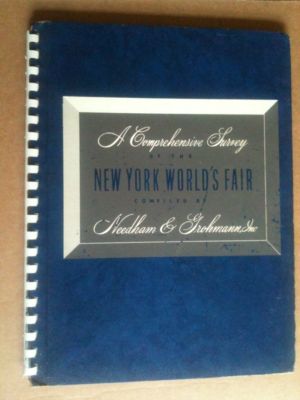 A Comprehensive Survey
OF THE
NEW YORK WORLD'S FAIR
COMPILED BY
Needham & Grohmann, Inc